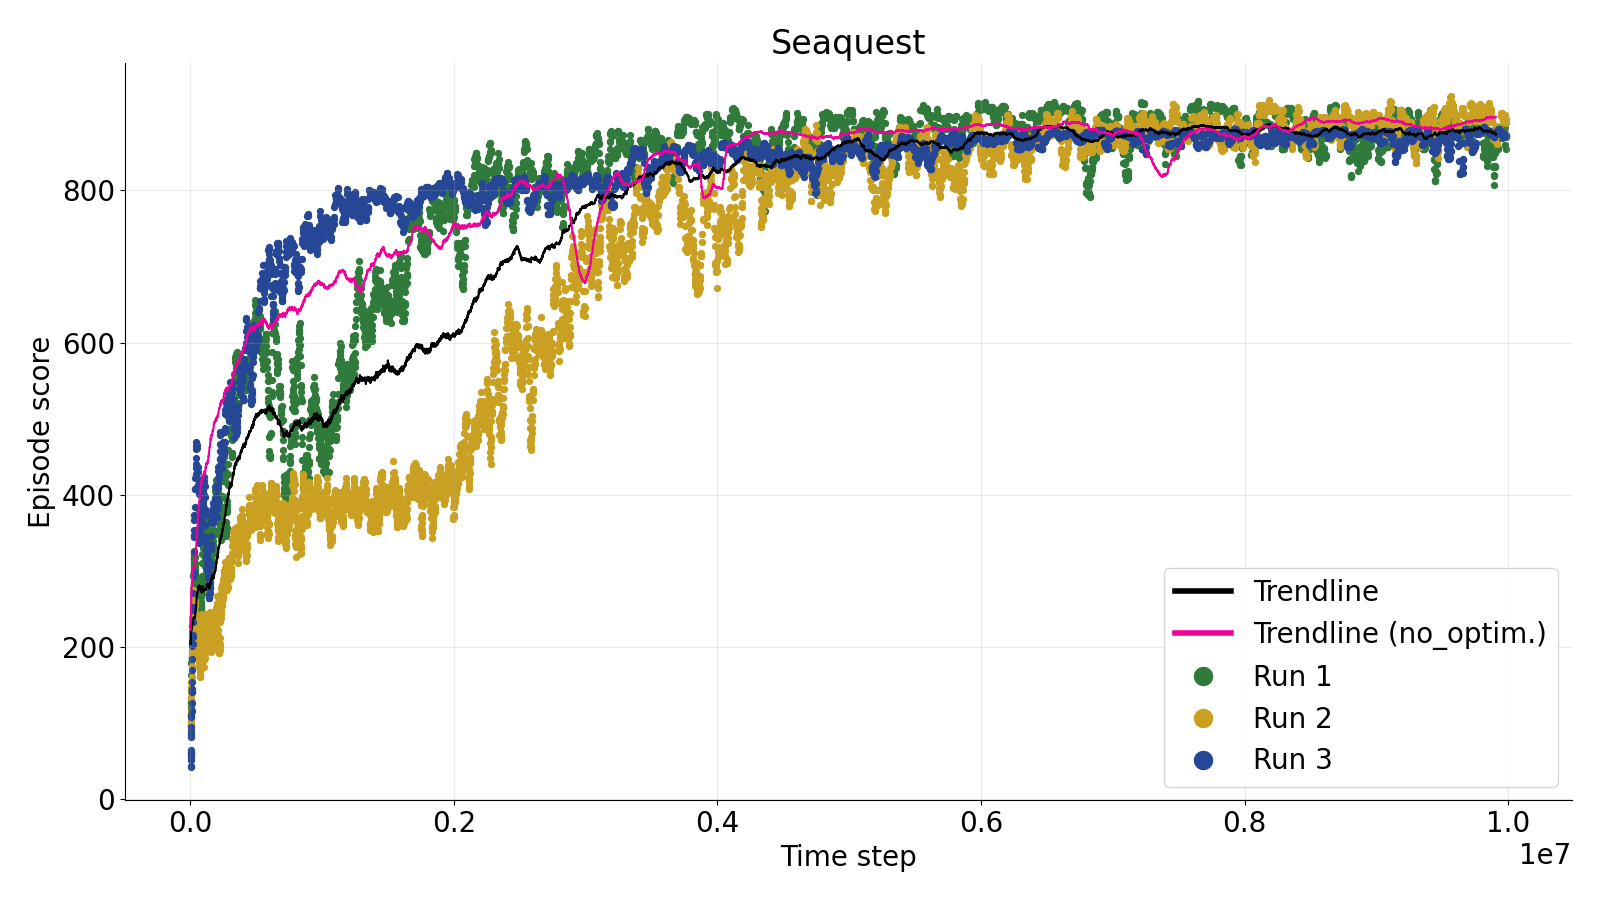 Seaquest
Episode score
800
600
400
200
0
0.0 0.2 0.4 0.6 0.8 1.0
1e7
Time step
Trendline
Trendline (no_optim.)
Run 1
Run 2
Run 3